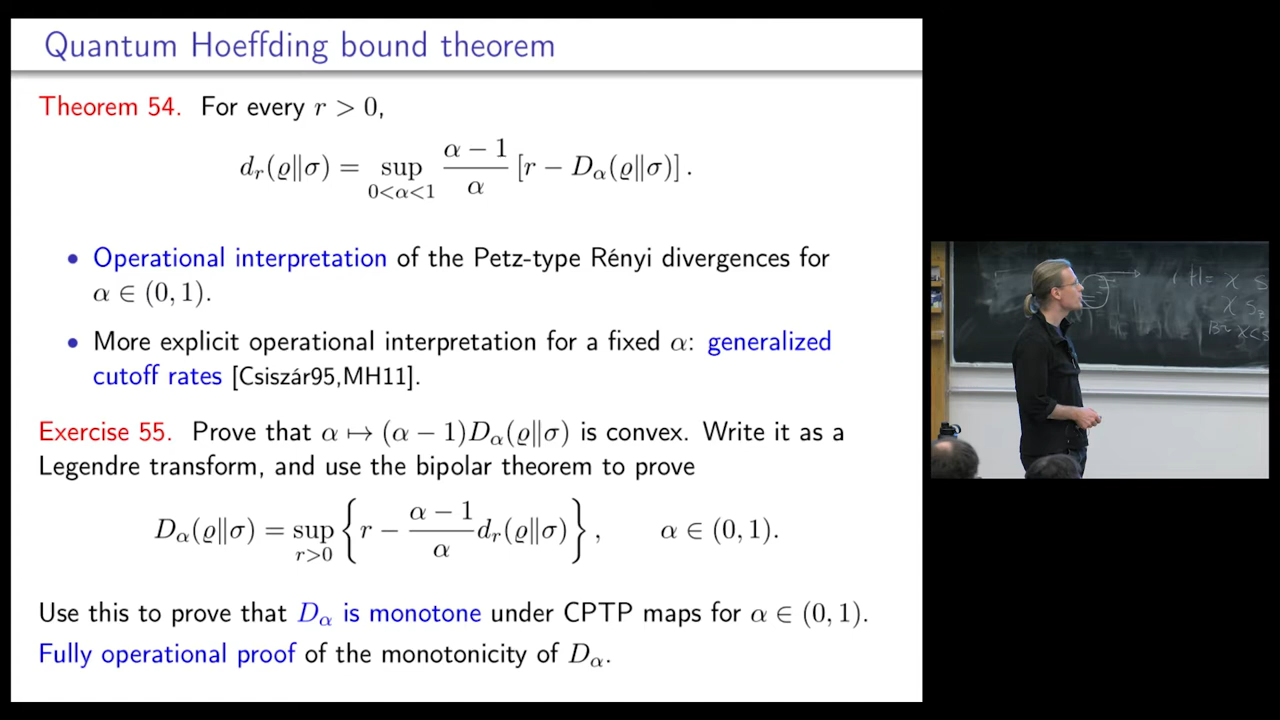 Quantum Hoeffding bound theorem
Theorem 54. For every r > 0,
d_r(ϱ‖σ) = sup_{0<α<1} \frac{α − 1}{α} [r − D_α(ϱ‖σ)] .
• Operational interpretation of the Petz-type Rényi divergences for
α ∈ (0, 1).
• More explicit operational interpretation for a fixed α: generalized
cutoff rates [Csiszár95,MH11].
Exercise 55. Prove that α ↦ (α − 1)D_α(ϱ‖σ) is convex. Write it as a
Legendre transform, and use the bipolar theorem to prove
D_α(ϱ‖σ) = sup_{r>0} { r − \frac{α − 1}{α} d_r(ϱ‖σ) } , α ∈ (0, 1).
Use this to prove that D_α is monotone under CPTP maps for α ∈ (0, 1).
Fully operational proof of the monotonicity of D_α.